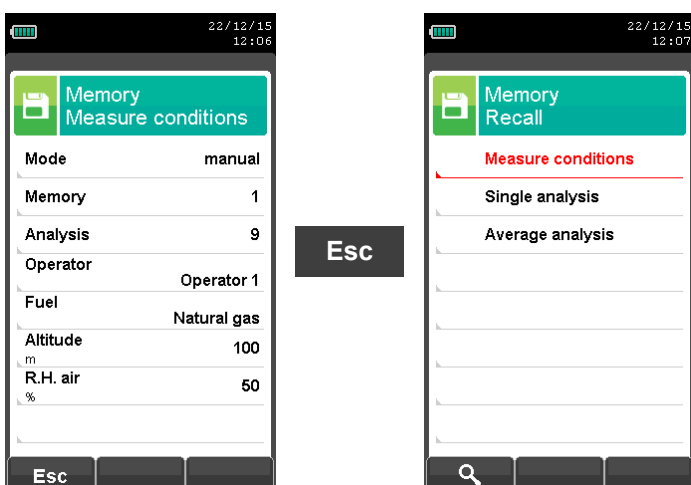 22/12/15
12:06
Memory
Measure conditions
Mode manual
Memory 1
Analysis 9
Operator
Operator 1
Fuel
Natural gas
Altitude
m 100
R.H. air
% 50
Esc
Esc
22/12/15
12:07
Memory
Recall
Measure conditions
Single analysis
Average analysis